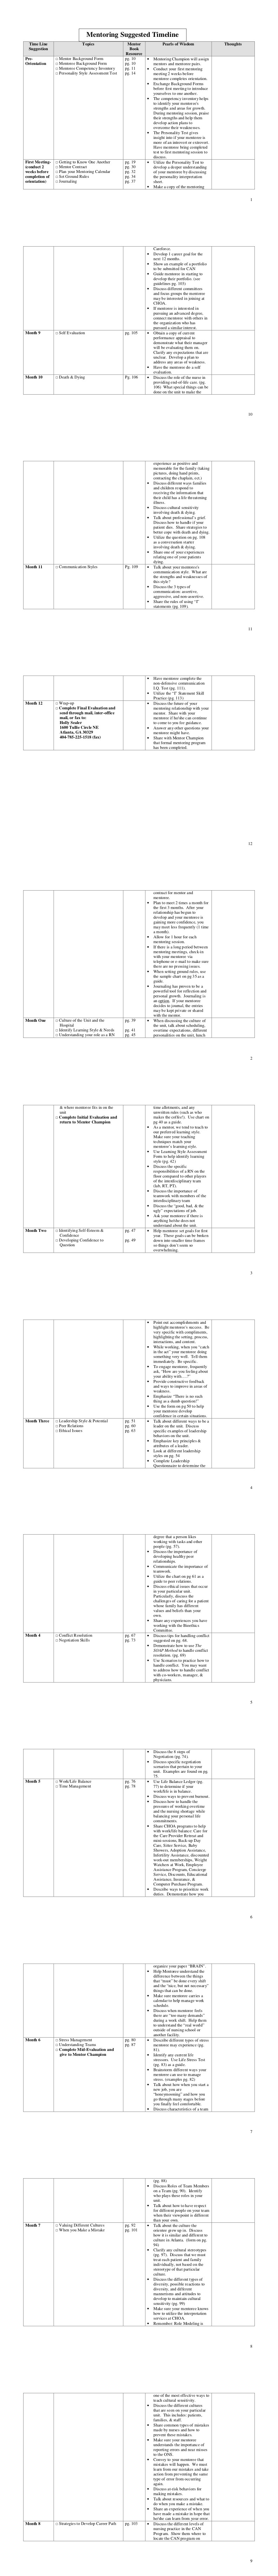 Mentoring Suggested Timeline
Time Line
Suggestion
Topics
Mentor
Book
Resource
Pearls of Wisdom
Thoughts
Pre-
Orientation
□ Mentor Background Form
□ Mentoree Background Form
□ Mentoree Competency Inventory
□ Personality Style Assessment Test
pg. 10
pg. 11
pg. 14
Mentoring Champion will assign
mentors and mentoree pairs.
Conduct your first mentoring
meeting 2 weeks before
mentoree completes orientation.
Exchange Background Forms
before first meeting to introduce
yourselves to one another.
The competency inventory helps
to identify your mentoree's
strengths and areas for growth.
During mentoring session, praise
their strengths and help them
develop action plans to
overcome their weaknesses.
The Personality Test gives
insight into if your mentoree is
more of an introvert or extrovert.
Have mentoree bring completed
test to first mentoring session to
discuss.
First Meeting-
(conduct 2
weeks before
completion of
orientation)
□ Getting to Know One Another
□ Mentor Contract
□ Plan your Mentoring Calendar
□ Set Ground Rules
□ Journaling
pg. 19
pg. 30
pg. 32
pg. 37
Utilize the Personality Test to
develop a deeper understanding
of your mentoree by discussing
the personality interpretation
sheet.
Make a copy of the mentoring
1
Careforce.
Develop 1 career goal for the
next 12 months.
Show an example of a portfolio
to be submitted for CAN
Guide mentoree in starting to
develop their portfolio. (see
guidelines pg. 105)
Discuss different committees
and focus groups the mentoree
may be interested in joining at
CHOA.
If mentoree is interested in
pursuing an advanced degree,
connect mentoree with others in
the organization who has
pursued a similar interest.
Month 9
□ Self Evaluation
pg. 105
Obtain a copy of current
performance appraisal to
demonstrate what their manager
will be evaluating them on.
Clarify any expectations that are
unclear. Develop a plan to
address any areas of weakness.
Have the mentoree do a self
evaluation.
Month 10
□ Death & Dying
Pg. 106
Discuss the role of the nurse in
providing end of life care. (pg.
106) What special things can be
done on the unit to make the
10
experience as positive and
memorable for the family (taking
pictures, doing hand prints,
contacting the chaplain, etc)
Discuss different ways families
and children respond to
receiving the information that
their child has a life threatening
illness.
Discuss cultural sensitivity
involving death & dying.
Talk about professional's grief.
Discuss how to handle if your
patient dies. Share strategies to
better cope with death and dying
Utilize the question on pg. 108
as a conversation starter
involving death & dying
Share one of your experiences
relating one of your patients
dying.
Month 11
□ Communication Styles
Pg. 109
Talk about your mentoree's
communication style. What are
the strengths and weaknesses of
this style?
Discuss the 3 types of
communication: assertive,
aggressive, and non-assertive.
Share the rules of using "I"
statements (pg. 109).
11
Have mentoree complete the
non-defensive communication
I.Q. Test (pg. 111)
Utilize the "I" Statement Skill
Practice (pg. 113)
Month 12
□ Wrap-up
□ Complete Final Evaluation and
send through mail, inter-office
mail, or fax to:
Holly Sealer
1600 Tullie Circle NE
Atlanta, GA 30329
404-785-225-1518 (fax)
Discuss the future of your
mentoring relationship with your
mentor. Share with your
mentoree if he/she can continue
to come to you for guidance.
Answer any other questions your
mentoree might have.
Share with Mentor Champion
that formal mentoring program
has been completed.
12
contract for mentor and
mentoree.
Plan to meet 2 times a month for
the first 3 months. After your
relationship has begun to
develop and your mentoree is
gaining more confidence, you
may meet less frequently (1 time
a month).
Allow for 1 hour for each
mentoring session.
If there is a long period between
mentoring meetings, check-in
with your mentoree via
telephone or e-mail to make sure
there are no pressing issues.
When asking ground rules, use
the sample chart on pg 15 as a
guide.
Journaling has proven to be a
powerful tool for reflection and
personal growth. Journaling is
an option. If your mentoree
decides to journal, the entries
may be kept private or shared
with the mentor.
Month One
□ Culture of the Unit and the
Hospital
□ Identify Learning Style & Needs
□ Understanding your role as a RN
pg. 39
pg. 41
pg. 45
When discussing the culture of
the unit, talk about scheduling,
overtime expectations, different
personalities on the unit, lunch
2
& where mentoree fits in on the
unit
□ Complete Initial Evaluation and
return to Mentor Champion
time allotments, and any
unwritten rules (such as who
makes the coffee!). Use chart on
pg 40 as a guide.
As a mentor, we tend to teach to
our preferred learning style.
Make sure your teaching
techniques match your
mentoree's learning style.
Use Learning Style Assessment
Form to help identify learning
style (pg. 42)
Discuss the specific
responsibilities of a RN on the
floor compared to other players
of the interdisciplinary team
(lab, RT, PT).
Discuss the importance of
teamwork with members of the
interdisciplinary team
Discuss the "good, bad, & the
ugly" expectations of job.
Ask your mentoree if there is
anything he/she does not
understand about the unit.
Month Two
□ Identifying Self Esteem &
Confidence
□ Developing Confidence to
Question
pg. 47
pg. 49
Help mentoree set goals for first
year. These goals can be broken
down into smaller time frames
so things don't seem so
overwhelming.
3
Point out accomplishments and
highlight mentoree's success. Be
very specific with compliments,
highlighting the setting, process,
interactions, and content.
While working, when you "catch
in the act" your mentoree doing
something very well. Tell them
immediately. Be specific.
To engage mentoree, frequently
ask, "How are you feeling about
your ability with ....?"
Provide constructive feedback
and ways to improve in areas of
weakness.
Emphasize "There is no such
thing as a dumb question!"
Use the form on pg 50 to help
your mentoree develop
confidence in certain situations.
Month Three
□ Leadership Style & Potential
□ Peer Relations
□ Ethical Issues
pg. 51
pg. 60
pg. 63
Talk about different ways to be a
leader on the unit. Discuss
specific examples of leadership
behaviors on the unit.
Emphasize key principles &
attributes of a leader.
Look at different leadership
styles on pg. 54
Complete Leadership
Questionnaire to determine the
4
degree that a person likes
working with tasks and other
people (pg. 57).
Discuss the importance of
developing healthy peer
relationships.
Communicate the importance of
teamwork.
Utilize the chart on pg 61 as a
guide to peer relations.
Discuss ethical issues that occur
in your particular unit.
Particularly, discuss the
challenges of caring for a patient
whose family has different
values and beliefs than your
own.
Share any experiences you have
working with the Bioethics
Committee.
Month 4
□ Conflict Resolution
□ Negotiation Skills
pg. 67
pg. 73
Discuss tips for handling conflict
suggested on pg. 68.
Demonstrate how to use The
SOAP Method to handle conflict
resolution. (pg. 69)
Use Scenarios to practice how to
handle conflict. You may want
to address how to handle conflict
with co-workers, manager, &
physicians.
5
Discuss the 8 steps of
Negotiation (pg. 74).
Discuss specific negotiation
scenarios that pertain to your
unit. Examples are found on pg.
75.
Month 5
□ Work/Life Balance
□ Time Management
pg. 76
pg. 78
Use Life Balance Ledger (pg.
77) to determine if your
work/life is in balance.
Discuss ways to prevent burnout.
Discuss how to handle the
pressures of working overtime
and the nursing shortage while
balancing your personal life
commitments.
Share CHOA programs to help
with work/life balance: Care for
the Care Provider Retreat and
mini-sessions, Back-up Day
Care, Sitter Service, Baby
Showers, Adoption Assistance,
Infertility Assistance, discounted
work-out memberships, Weight
Watchers at Work, Employee
Assistance Program, Concierge
Service, Discounts, Educational
Assistance, Insurance, &
Computer Purchase Program.
Describe ways to prioritize work
duties. Demonstrate how you
6
organize your paper "BRAIN".
Help Mentoree understand the
difference between the things
that "must" be done every shift
and the "nice, but not necessary"
things that can be done.
Make sure mentoree carries a
calendar to help manage work
schedule.
Discuss when mentoree feels
there are "too many demands"
during a work shift. Help them
to understand the "real world"
outside of nursing school or
another facility.
Month 6
□ Stress Management
□ Understanding Teams
□ Complete Mid-Evaluation and
give to Mentor Champion
pg. 80
pg. 87
Describe different types of stress
mentoree may experience (pg.
81).
Identify any current life
stressors. Use Life Stress Test
(pg. 83) as a guide.
Brainstorm different ways your
mentoree can use to manage
stress. (examples pg. 82)
Talk about how when you start a
new job, you are
"honeymooning" and how you
go through many stages before
you finally feel comfortable.
Discuss characteristics of a team
7
(pg. 89)
Discuss Roles of Team Members
on a Team (pg. 90). Identify
who plays these roles in your
unit.
Talk about how to have respect
for different people on your team
when their viewpoint is different
than your own.
Month 7
□ Valuing Different Cultures
□ When you Make a Mistake
pg. 92
pg. 101
Talk about the culture the
mentoree grew up in. Discuss
how it is similar and different to
culture in Atlanta. (form on pg.
99)
Clarify any cultural stereotypes
(pg. 97). Discuss that we must
treat each patient and family
individually, not based on the
stereotype of that particular
culture.
Discuss the different types of
diversity, possible reactions to
diversity, and different
mannerisms and attitudes to
develop to maintain cultural
sensitivity (pg. 99)
Make sure your mentoree knows
how to utilize the interpretation
services at CHOA.
Remember: Role Modeling is
8
one of the most effective ways to
teach cultural sensitivity.
Discuss the different cultures
that are seen on your particular
unit. This includes: patients,
families, & staff.
Share common types of mistakes
made by nurses and how to
prevent these mistakes.
Make sure your mentoree
understands the importance of
reporting errors and near misses
to the ONL
Convey to your mentoree that
mistakes will happen. We must
learn from our mistakes and take
action from preventing the same
type of error from occurring
again.
Discuss at-risk behaviors for
making mistakes.
Talk about resources and what to
do when you make a mistake.
Share an experience of when you
have made a mistake in hope that
he/she can learn from your error.
Month 8
□ Strategies to Develop Career Path
pg. 103
Discuss the different levels of
nursing practice in the CAN
Program. Show them where to
locate the CAN program on
9